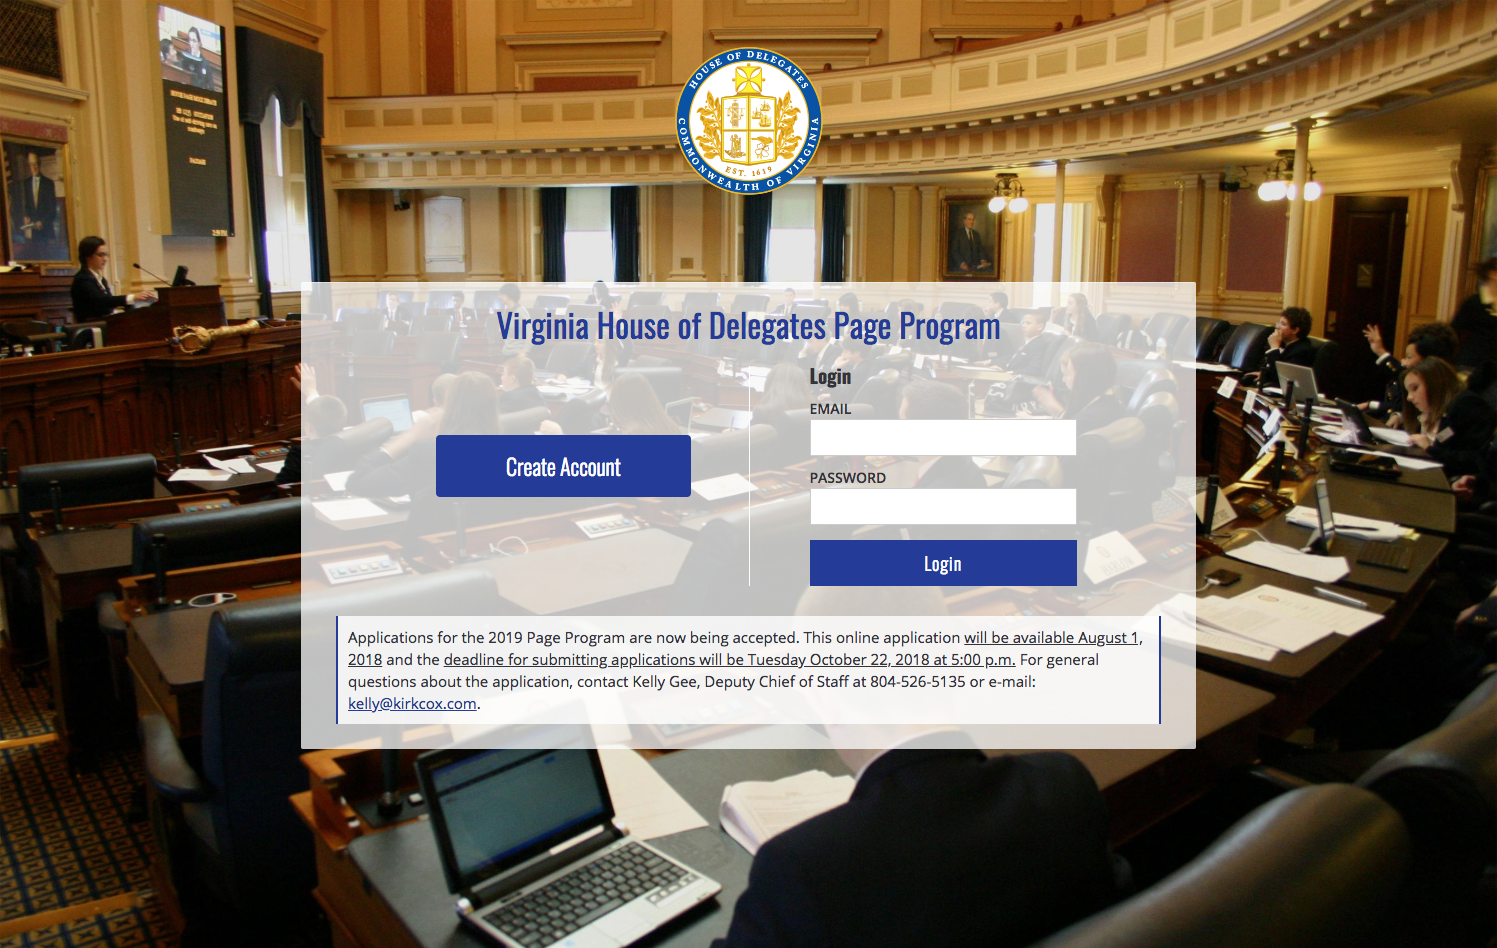 HOUSE OF DELEGATES
COMMONWEALTH OF VIRGINIA
EST. 1619
Virginia House of Delegates Page Program
Create Account
Login
EMAIL
PASSWORD
Login
Applications for the 2019 Page Program are now being accepted. This online application will be available August 1,
2018 and the deadline for submitting applications will be Tuesday October 22, 2018 at 5:00 p.m. For general
questions about the application, contact Kelly Gee, Deputy Chief of Staff at 804-526-5135 or e-mail:
kelly@kirkcox.com.